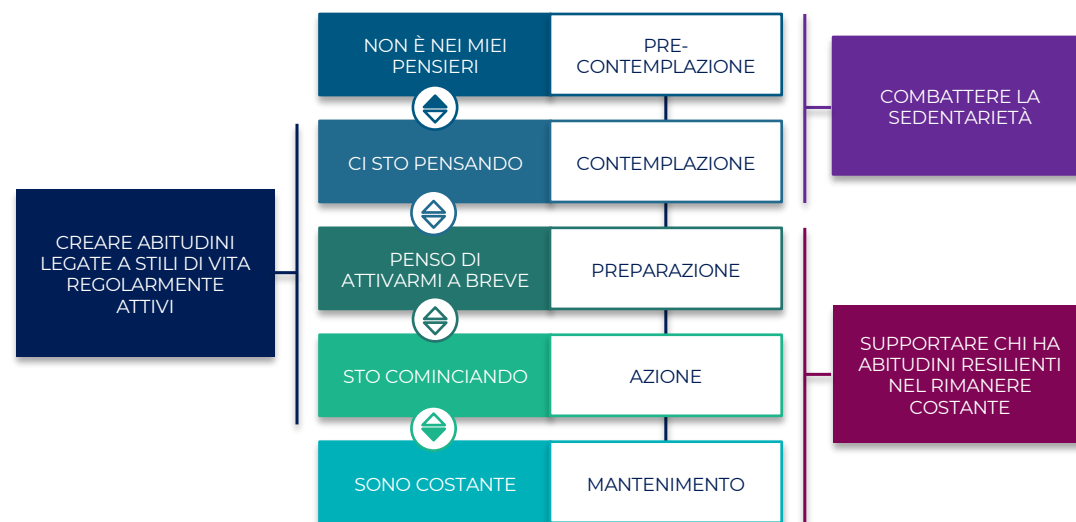 NON È NEI MIEI
PENSIERI
PRE-
CONTEMPLAZIONE
COMBATTERE LA
SEDENTARIETÀ
CI STO PENSANDO
CONTEMPLAZIONE
CREARE ABITUDINI
LEGATE A STILI DI VITA
REGOLARMENTE
ATTIVI
PENSO DI
ATTIVARMI A BREVE
PREPARAZIONE
STO COMINCIANDO
AZIONE
SUPPORTARE CHI HA
ABITUDINI RESILIENTI
NEL RIMANERE
COSTANTE
SONO COSTANTE
MANTENIMENTO